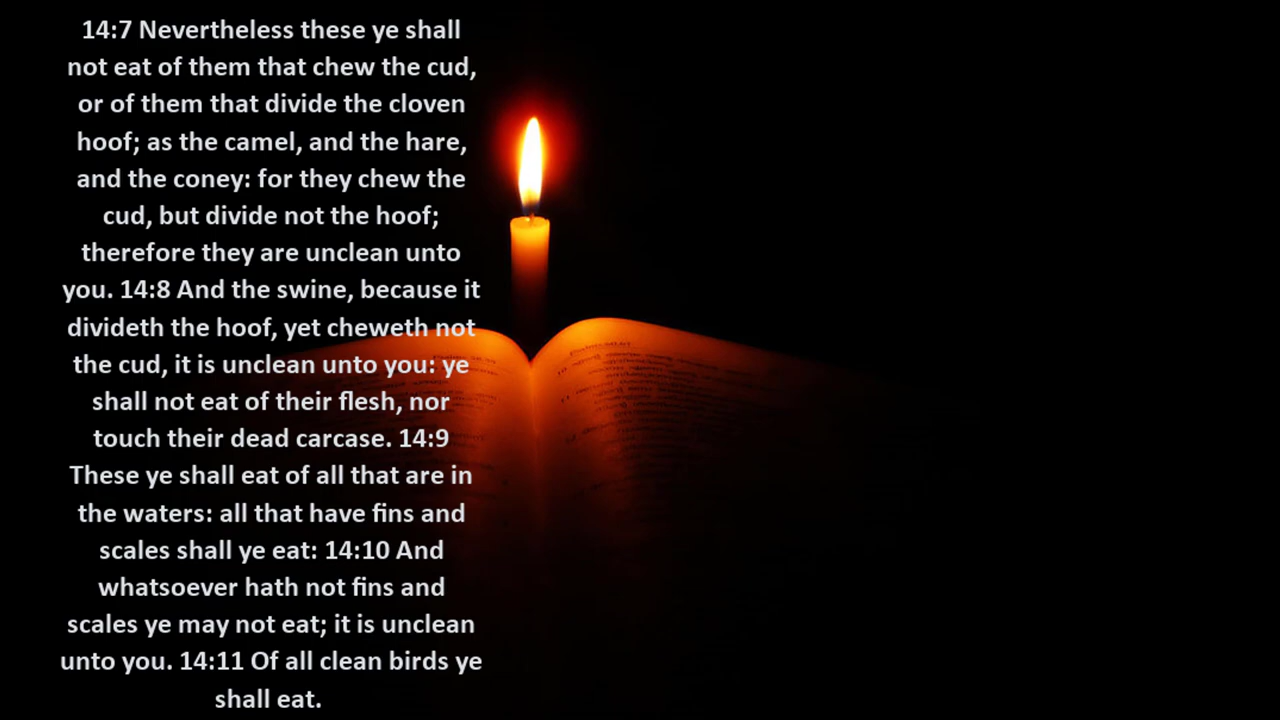 14:7 Nevertheless these ye shall
not eat of them that chew the cud,
or of them that divide the cloven
hoof; as the camel, and the hare,
and the coney: for they chew the
cud, but divide not the hoof;
therefore they are unclean unto
you. 14:8 And the swine, because it
divideth the hoof, yet cheweth not
the cud, it is unclean unto you: ye
shall not eat of their flesh, nor
touch their dead carcase. 14:9
These ye shall eat of all that are in
the waters: all that have fins and
scales shall ye eat: 14:10 And
whatsoever hath not fins and
scales ye may not eat; it is unclean
unto you. 14:11 Of all clean birds ye
shall eat.